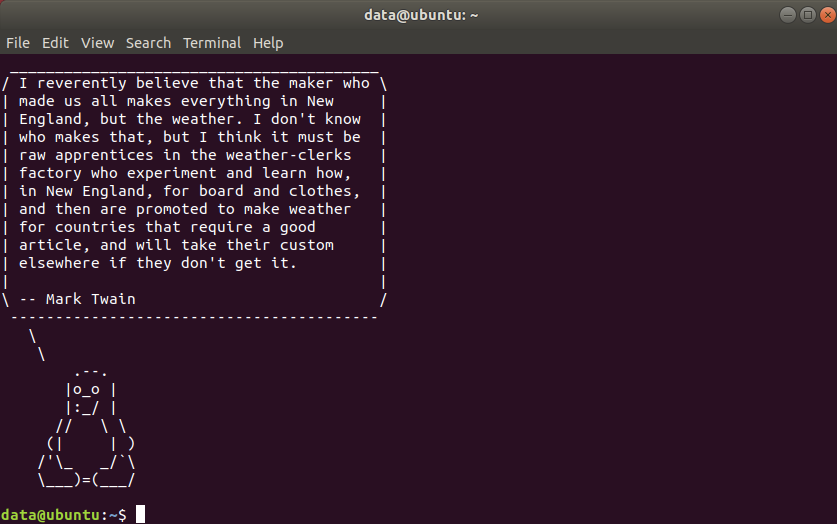 data@ubuntu: ~
File Edit View Search Terminal Help
 _________________________________________
/ I reverently believe that the maker who \
| made us all makes everything in New     |
| England, but the weather. I don't know  |
| who makes that, but I think it must be  |
| raw apprentices in the weather-clerks   |
| factory who experiment and learn how,   |
| in New England, for board and clothes,  |
| and then are promoted to make weather   |
| for countries that require a good       |
| article, and will take their custom     |
| elsewhere if they don't get it.         |
|                                         |
\ -- Mark Twain                           /
 -----------------------------------------
   \
    \
        .--.
       |o_o |
       |:_/ |
      //   \ \
     (|     | )
    /'\_   _/`\
    \___)=(___/

data@ubuntu:~$